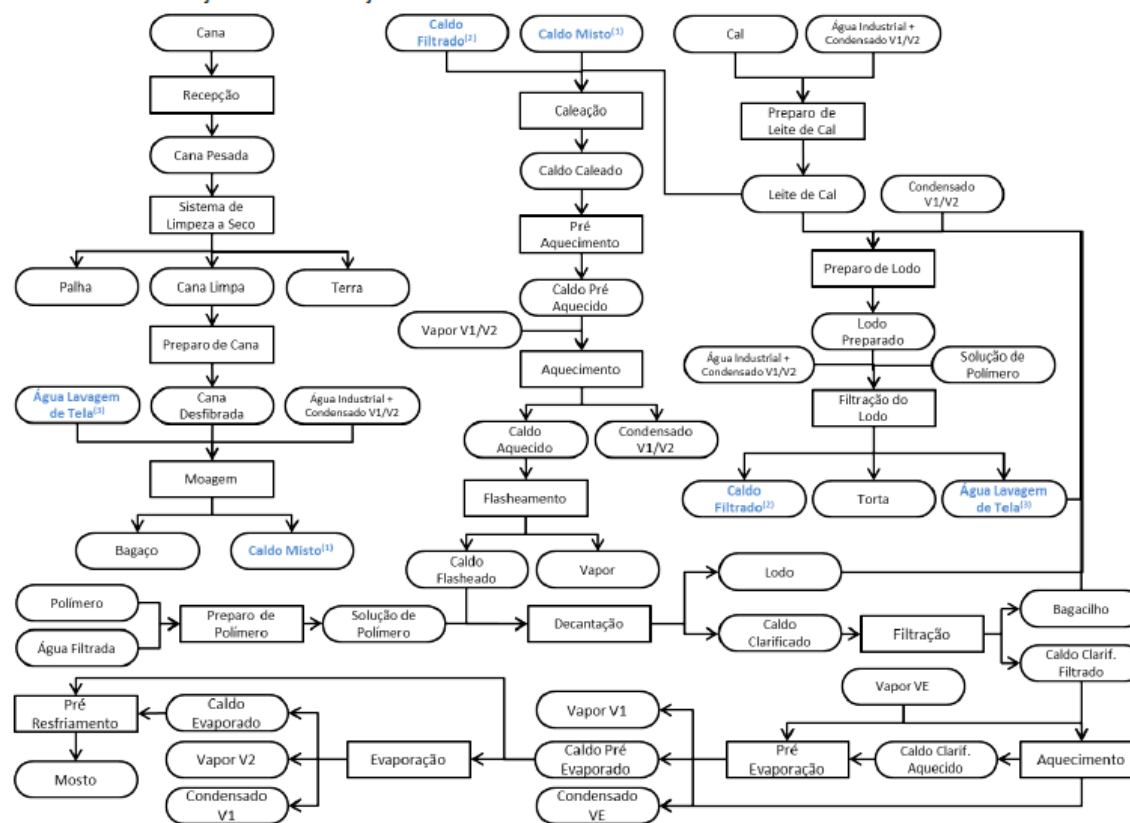 Cana
Caldo
Filtrado(2)
Caldo Misto(1)
Cal
Água Industrial +
Condensado V1/V2
Recepção
Caleação
Preparo de
Leite de Cal
Cana Pesada
Caldo Caleado
Leite de Cal
Condensado
V1/V2
Sistema de
Limpeza a Seco
Pré
Aquecimento
Preparo de Lodo
Palha
Cana Limpa
Terra
Caldo Pré
Aquecido
Vapor V1/V2
Lodo
Preparado
Preparo de Cana
Aquecimento
Água Industrial +
Condensado V1/V2
Solução de
Polímero
Água Lavagem
de Tela(3)
Cana
Desfibrada
Água Industrial +
Condensado V1/V2
Filtração do
Lodo
Caldo
Aquecido
Condensado
V1/V2
Moagem
Flasheamento
Caldo
Filtrado(2)
Torta
Água Lavagem
de Tela(3)
Bagaço
Caldo Misto(1)
Caldo
Flasheado
Vapor
Lodo
Polímero
Água Filtrada
Preparo de
Polímero
Solução de
Polímero
Decantação
Caldo
Clarificado
Filtração
Bagacilho
Caldo Clarif.
Filtrado
Vapor VE
Pré
Resfriamento
Caldo
Evaporado
Vapor V1
Mosto
Vapor V2
Evaporação
Caldo Pré
Evaporado
Pré
Evaporação
Caldo Clarif.
Aquecido
Aquecimento
Condensado
V1
Condensado
VE